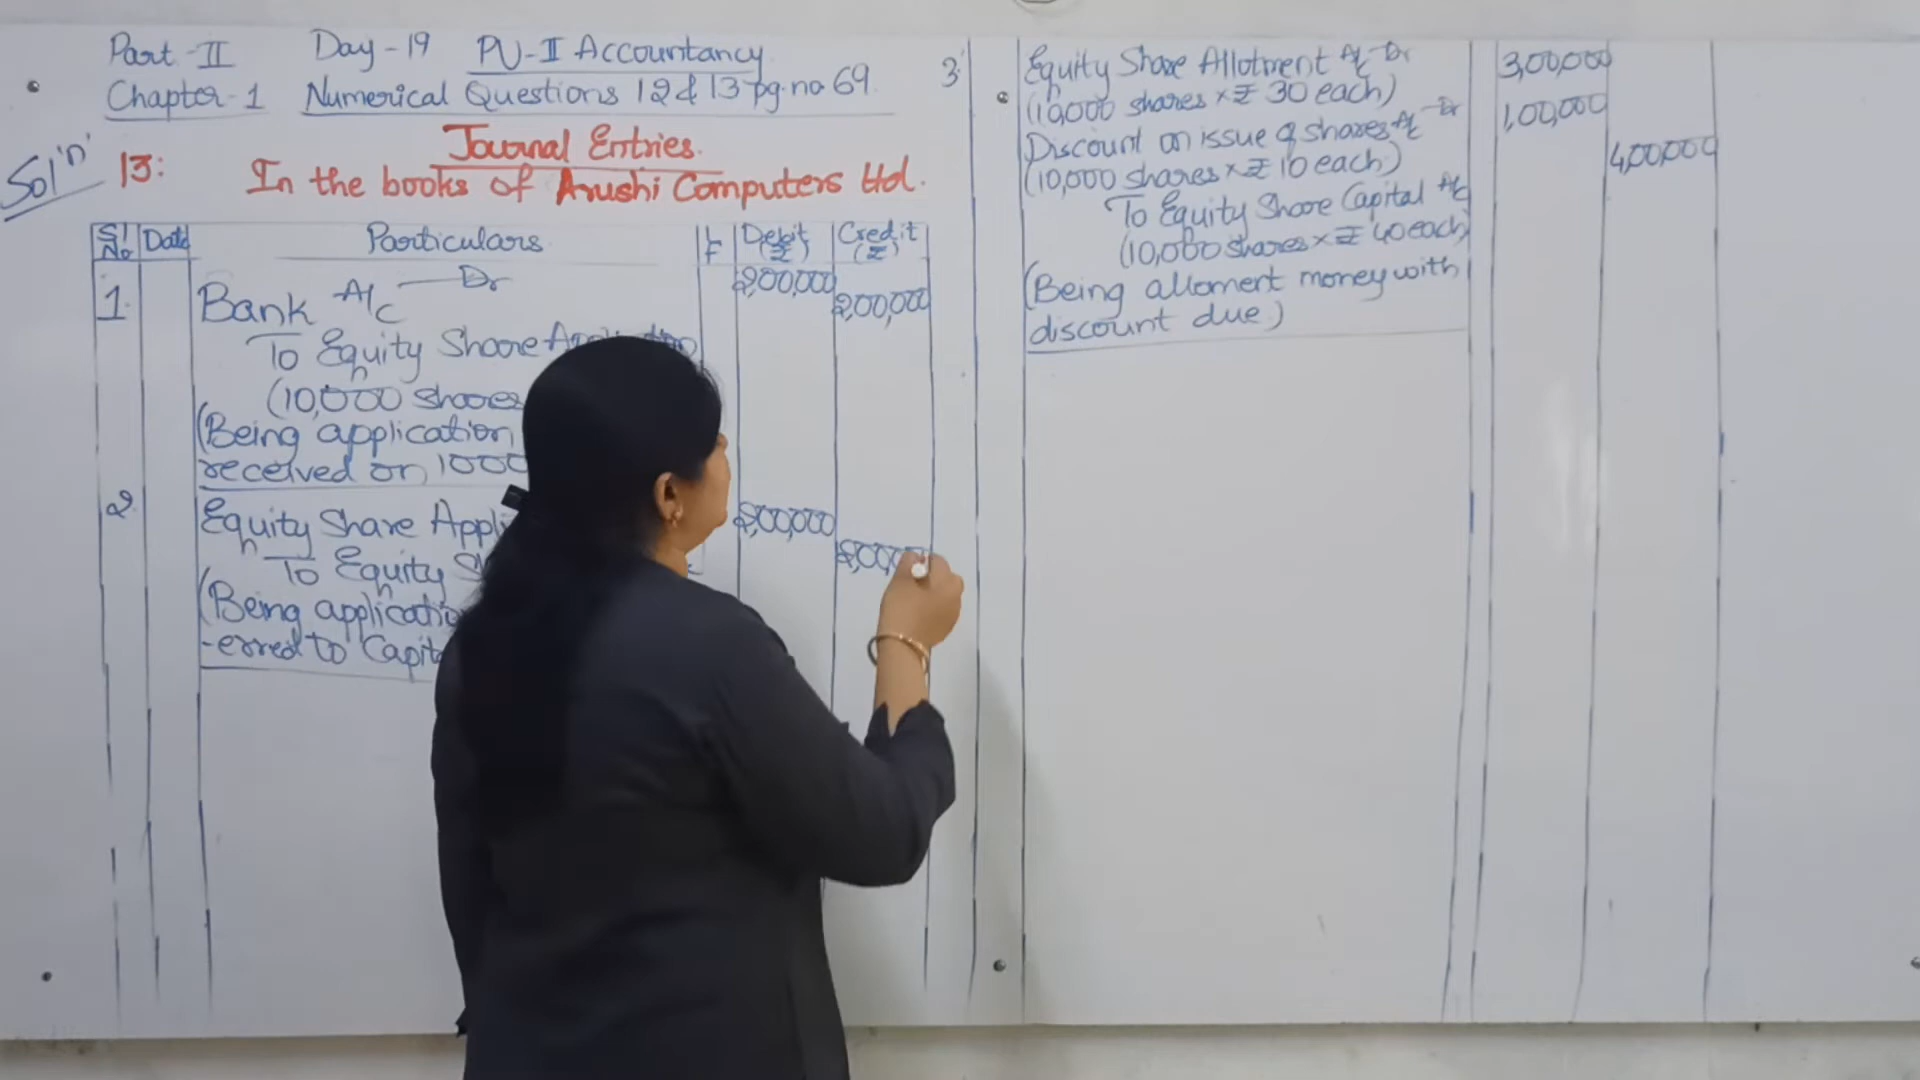 Part-II Day-19 PU-II Accountancy
Chapter-1 Numerical Questions 12 & 13 pg.no 69
Sol'n' 13: Journal Entries.
In the books of Arushi Computers Ltd.
Sl No Date Particulars LF Debit (₹) Credit (₹)
1. Bank A/c Dr 2,00,000
To Equity Share 2,00,000
(10,000 shares
(Being application
received on 1000
2. Equity Share 2,00,000
To Equity
(Being
-erred to
3. Equity Share Allotment A/c Dr 3,00,000
(10,000 shares × ₹ 30 each)
Discount on issue of shares A/c Dr 1,00,000
(10,000 shares × ₹ 10 each) 4,00,000
To Equity Share Capital A/c
(10,000 shares × ₹ 40 each)
(Being alloment money with
discount due)